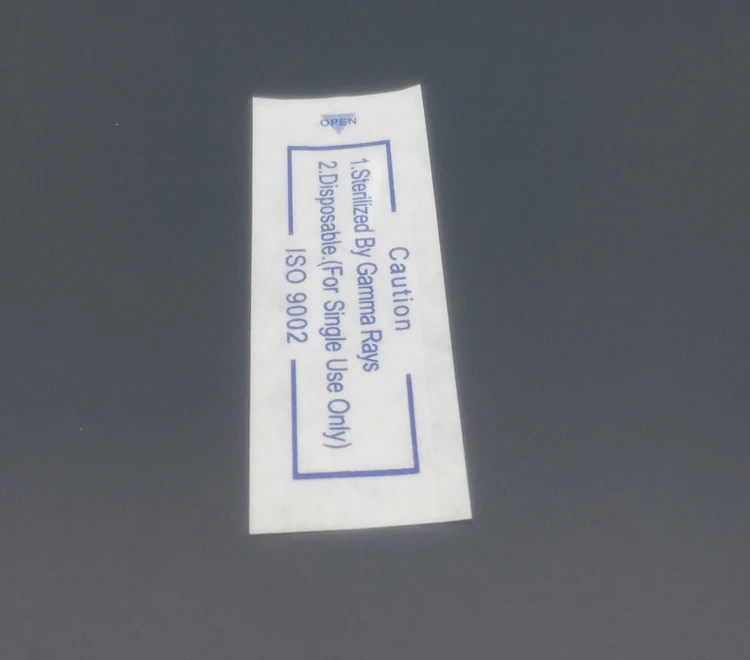 OPEN
Caution
1.Sterilized By Gamma Rays
2.Disposable.(For Single Use Only)
ISO 9002